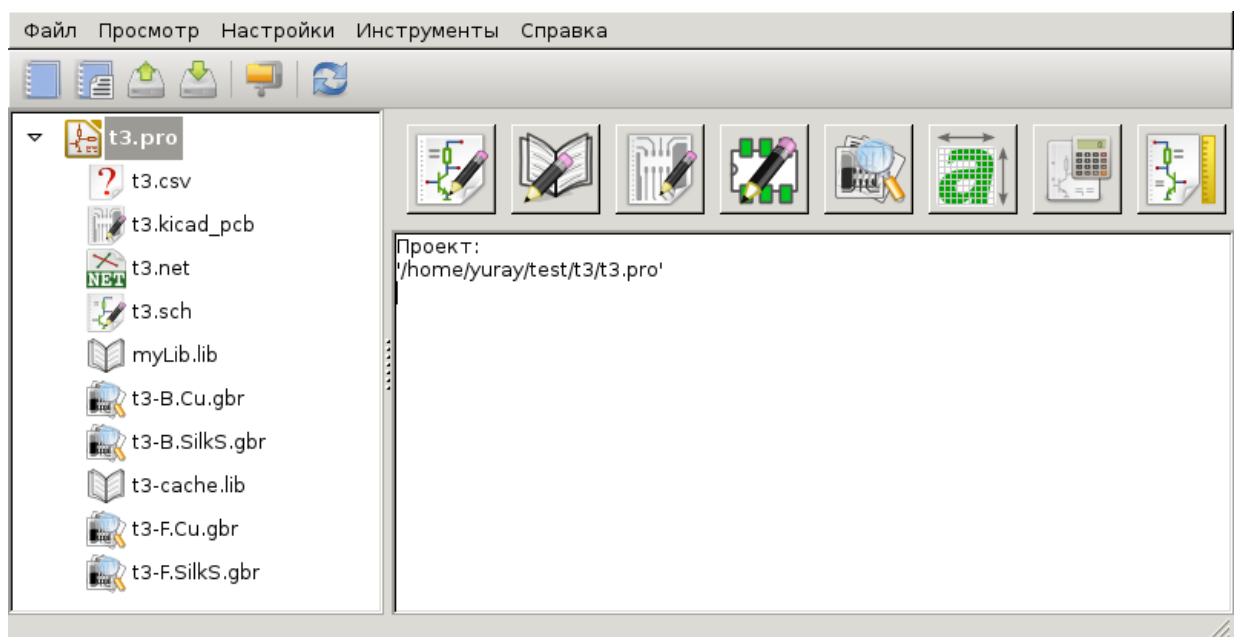 Файл Просмотр Настройки Инструменты Справка
t3.pro
t3.csv
t3.kicad_pcb
NET t3.net
t3.sch
myLib.lib
t3-B.Cu.gbr
t3-B.SilkS.gbr
t3-cache.lib
t3-F.Cu.gbr
t3-F.SilkS.gbr
a
Проект:
'/home/yuray/test/t3/t3.pro'